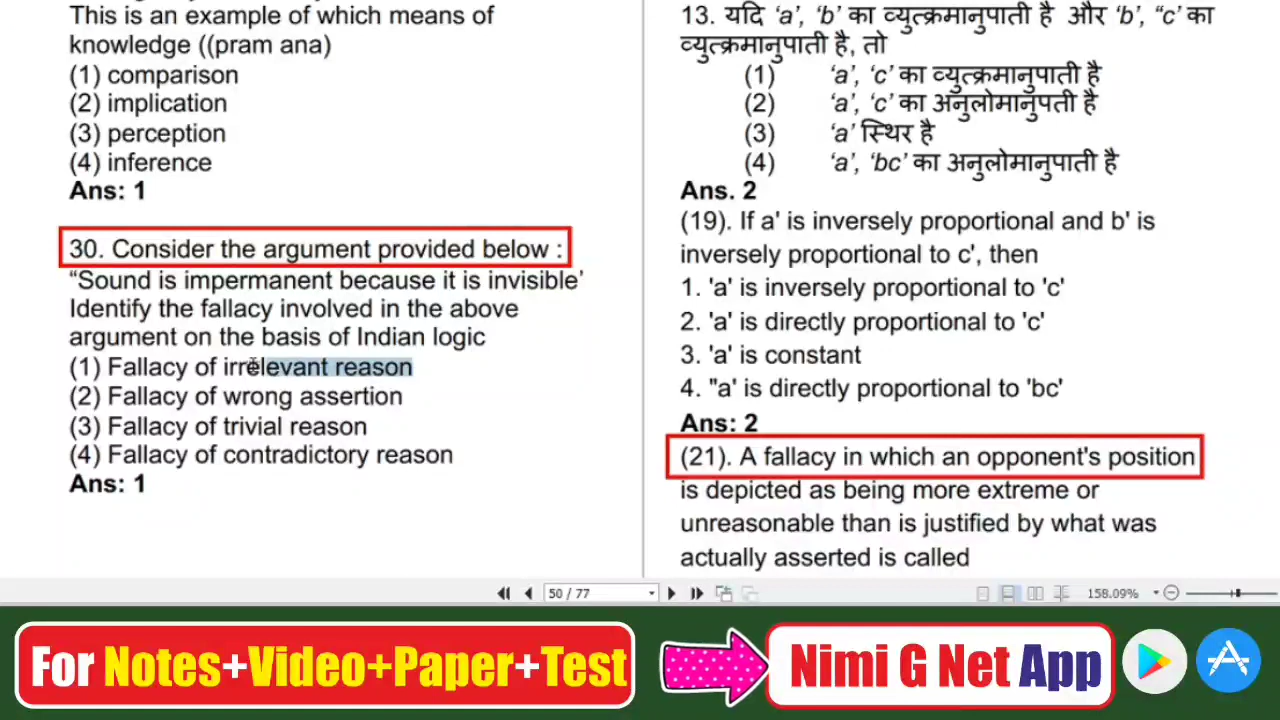 This is an example of which means of
knowledge ((pram ana)
(1) comparison
(2) implication
(3) perception
(4) inference
Ans: 1
30. Consider the argument provided below :
“Sound is impermanent because it is invisible’
Identify the fallacy involved in the above
argument on the basis of Indian logic
(1) Fallacy of irrelevant reason
(2) Fallacy of wrong assertion
(3) Fallacy of trivial reason
(4) Fallacy of contradictory reason
Ans: 1
13. यदि ‘a’, ‘b’ का व्युत्क्रमानुपाती है और ‘b’, “c’ का
व्युत्क्रमानुपाती है, तो
(1) ‘a’, ‘c’ का व्युत्क्रमानुपाती है
(2) ‘a’, ‘c’ का अनुलोमानुपती है
(3) ‘a’ स्थिर है
(4) ‘a’, ‘bc’ का अनुलोमानुपाती है
Ans. 2
(19). If a' is inversely proportional and b' is
inversely proportional to c', then
1. 'a' is inversely proportional to 'c'
2. 'a' is directly proportional to 'c'
3. 'a' is constant
4. "a' is directly proportional to 'bc'
Ans: 2
(21). A fallacy in which an opponent's position
is depicted as being more extreme or
unreasonable than is justified by what was
actually asserted is called
50 / 77
158.09%
For Notes+Video+Paper+Test
Nimi G Net App